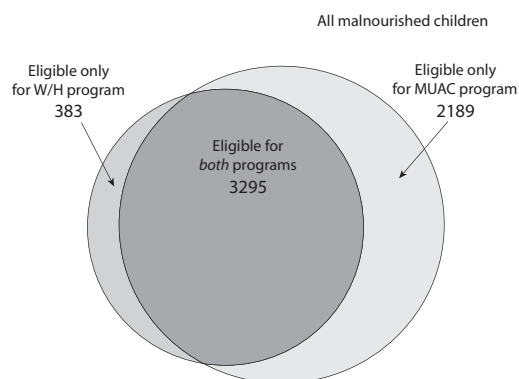 All malnourished children
Eligible only
for W/H program
383
Eligible only
for MUAC program
2189
Eligible for
both programs
3295